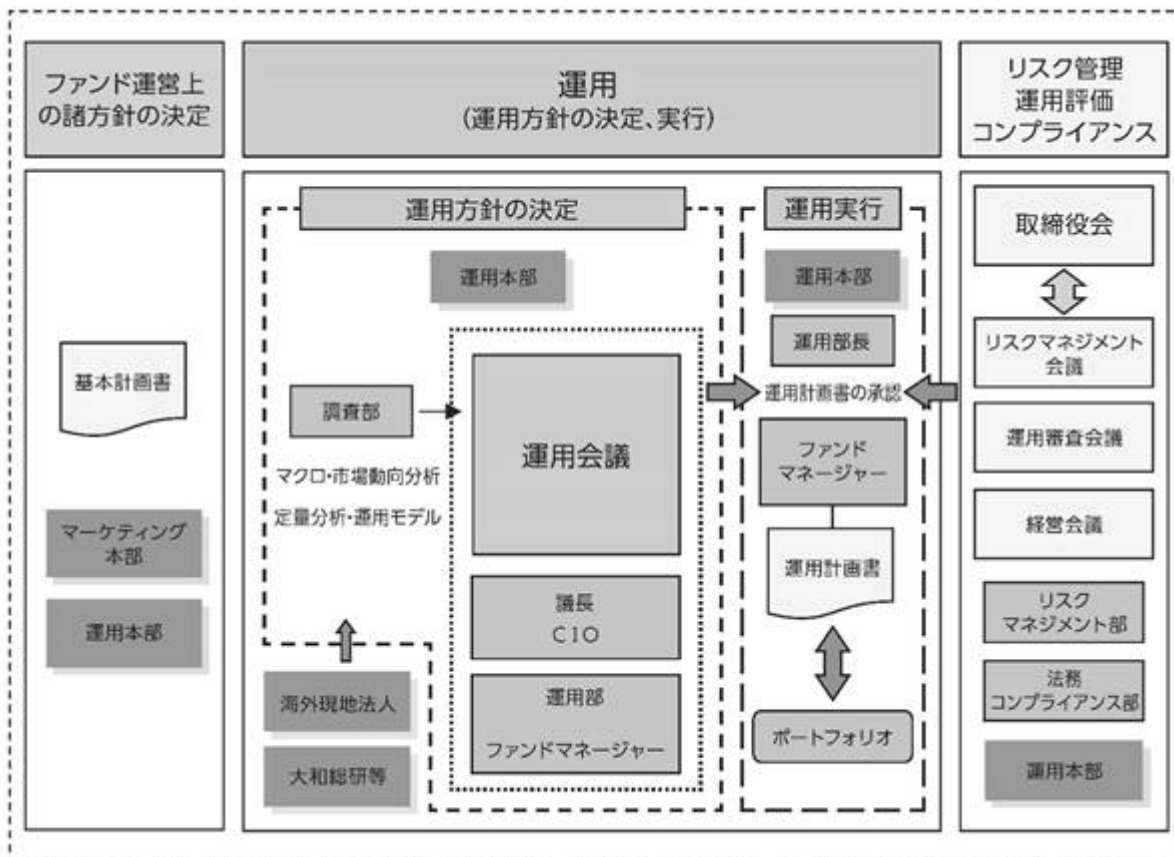 ファンド運営上
の諸方針の決定
運用
(運用方針の決定、実行)
リスク管理
運用評価
コンプライアンス
基本計画書
マーケティング
本部
運用本部
運用方針の決定
運用本部
調査部
マクロ・市場動向分析
定量分析・運用モデル
運用会議
議長
CIO
運用部
ファンドマネージャー
海外現地法人
大和総研等
運用実行
運用本部
運用部長
運用計画書の承認
ファンド
マネージャー
運用計画書
ポートフォリオ
取締役会
リスクマネジメント
会議
運用審査会議
経営会議
リスク
マネジメント部
法務
コンプライアンス部
運用本部